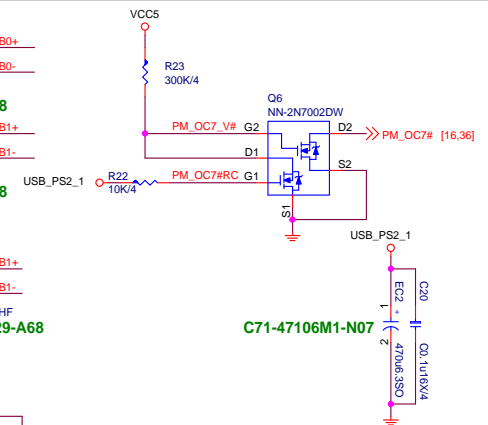 VCC5
B0+
R23
300K/4
B0-
Q6
NN-2N7002DW
8
B1+
PM_OC7_V#
G2
D2
PM_OC7#
[16,36]
B1-
D1
S2
USB_PS2_1
R22
10K/4
PM_OC7#RC
G1
8
S1
USB_PS2_1
B1+
B1-
EC2
C20
HF
1
+
29-A68
C71-47106M1-N07
2
470u6.3SO
C0.1u16X/4